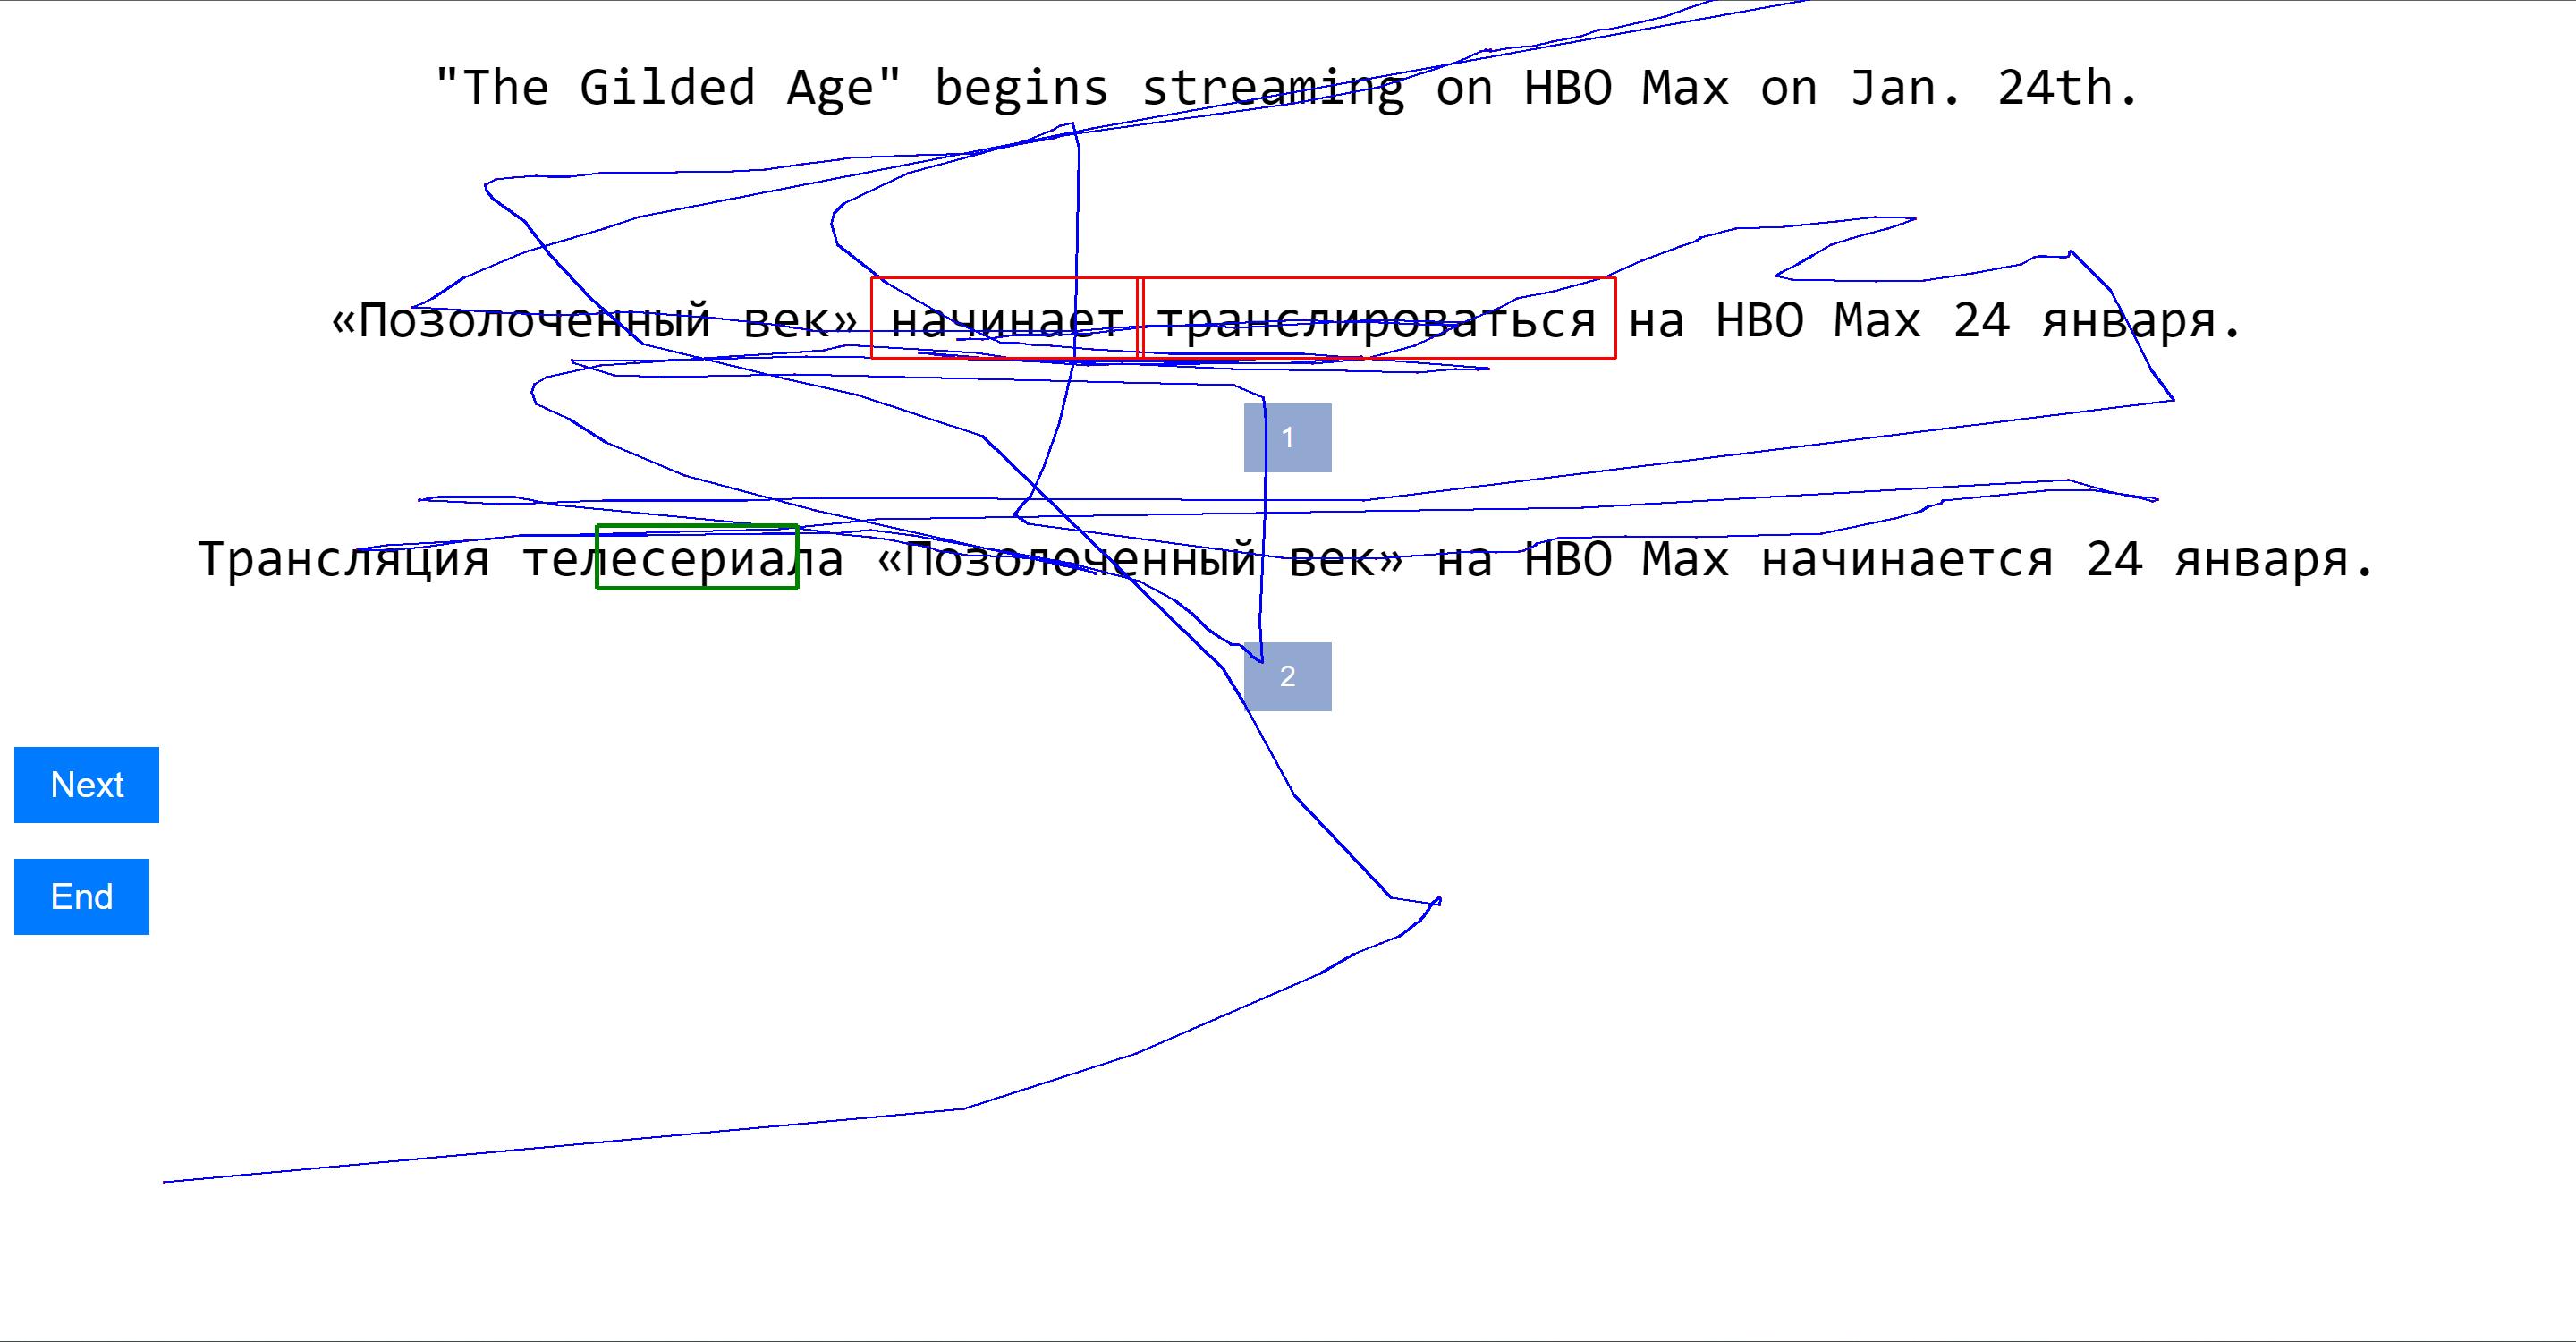 "The Gilded Age" begins streaming on HBO Max on Jan. 24th.
«Позолоченный век» начинает транслироваться на HBO Max 24 января.
1
Трансляция телесериала «Позолоченный век» на HBO Max начинается 24 января.
2
Next
End